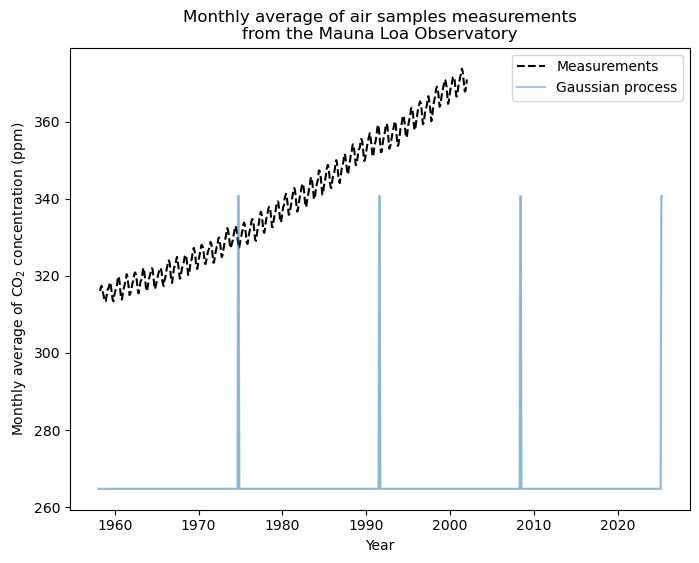 Monthly average of air samples measurements
from the Mauna Loa Observatory
Measurements
Gaussian process
Monthly average of CO₂ concentration (ppm)
360
340
320
300
280
260
1960
1970
1980
1990
2000
2010
2020
Year